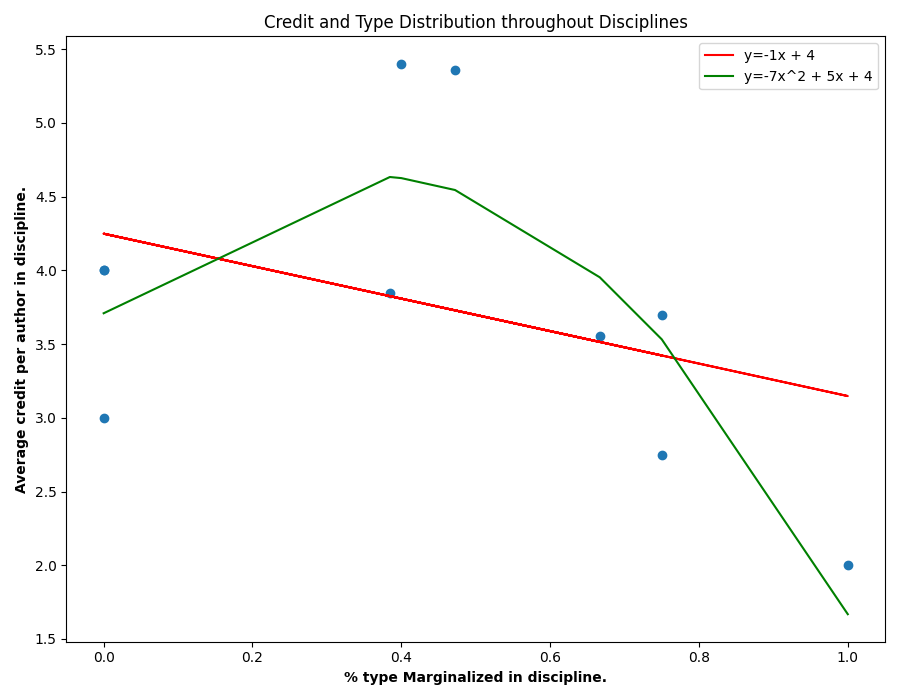 Credit and Type Distribution throughout Disciplines
y=-1x + 4
y=-7x^2 + 5x + 4
Average credit per author in discipline.
5.5
5.0
4.5
4.0
3.5
3.0
2.5
2.0
1.5
0.0 0.2 0.4 0.6 0.8 1.0
% type Marginalized in discipline.